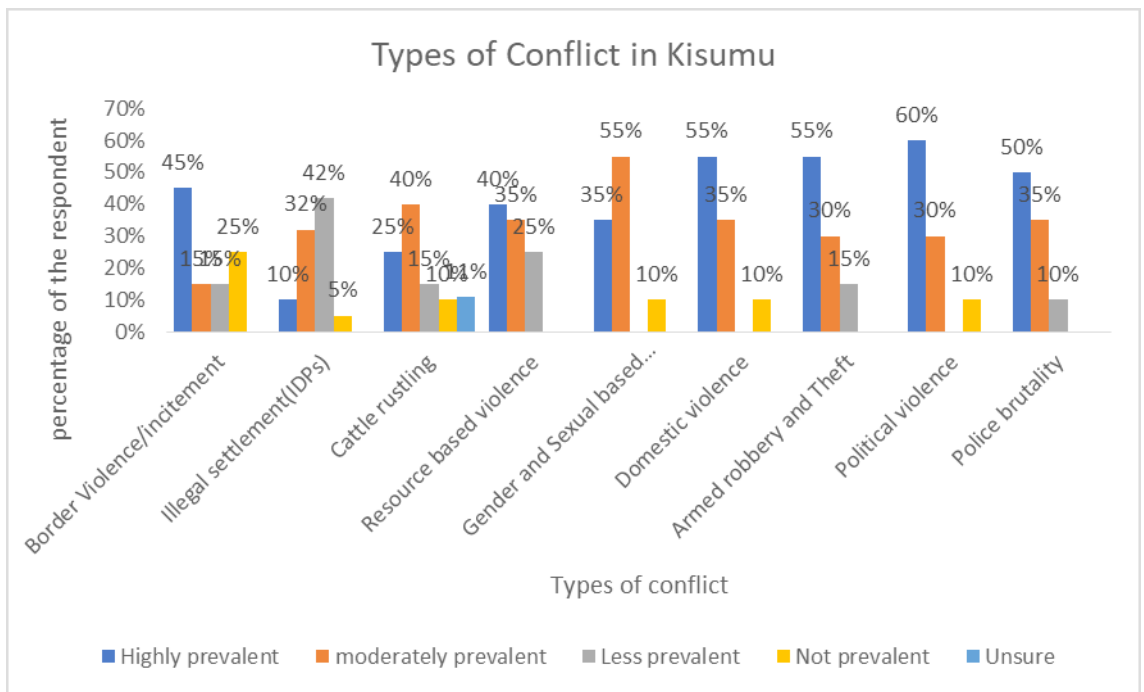 Types of Conflict in Kisumu
percentage of the respondent
70%
60%
50%
40%
30%
20%
10%
0%
45%
15%
15%
25%
10%
32%
42%
5%
25%
40%
15%
10%
11%
40%
35%
25%
35%
55%
10%
55%
35%
10%
55%
30%
15%
60%
30%
10%
50%
35%
10%
Border Violence/incitement
Illegal settlement(IDPs)
Cattle rustling
Resource based violence
Gender and Sexual based...
Domestic violence
Armed robbery and Theft
Political violence
Police brutality
Types of conflict
Highly prevalent
moderately prevalent
Less prevalent
Not prevalent
Unsure